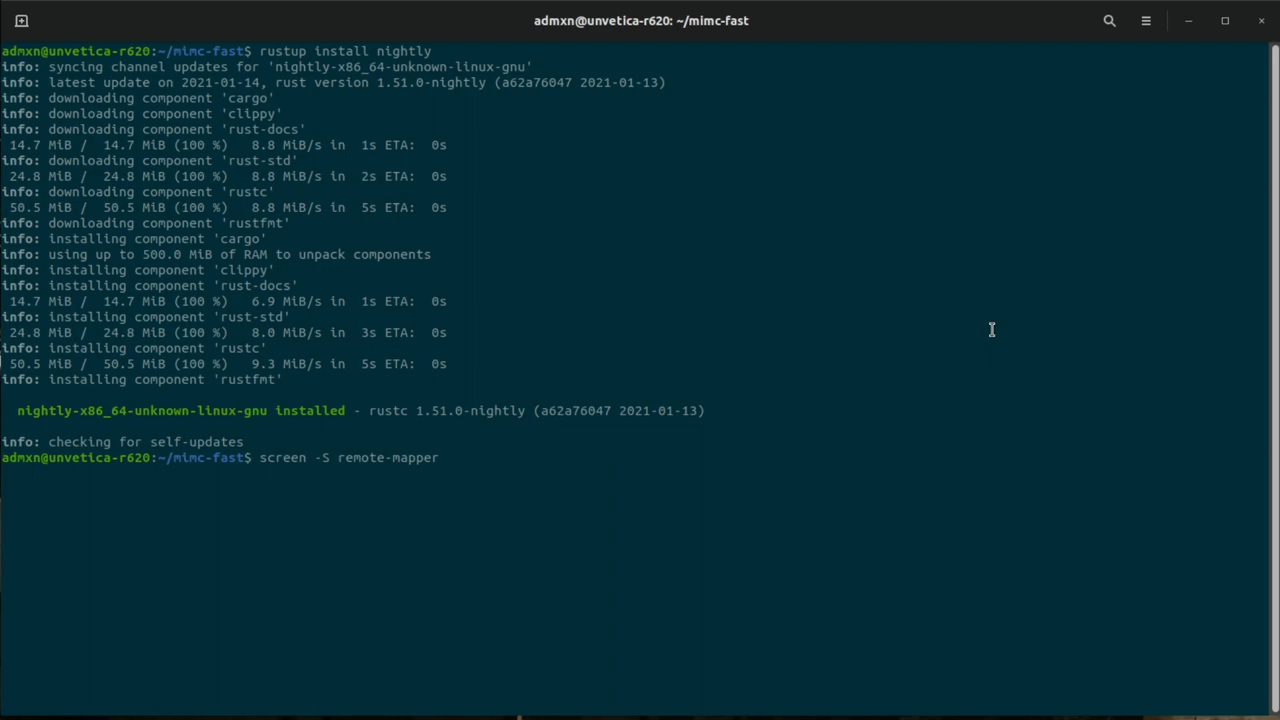 admxn@unvetica-r620: ~/mimc-fast
admxn@unvetica-r620:~/mimc-fast$ rustup install nightly
info: syncing channel updates for 'nightly-x86_64-unknown-linux-gnu'
info: latest update on 2021-01-14, rust version 1.51.0-nightly (a62a76047 2021-01-13)
info: downloading component 'cargo'
info: downloading component 'clippy'
info: downloading component 'rust-docs'
 14.7 MiB /  14.7 MiB (100 %)   8.8 MiB/s in  1s ETA:  0s
info: downloading component 'rust-std'
 24.8 MiB /  24.8 MiB (100 %)   8.8 MiB/s in  2s ETA:  0s
info: downloading component 'rustc'
 50.5 MiB /  50.5 MiB (100 %)   8.8 MiB/s in  5s ETA:  0s
info: downloading component 'rustfmt'
info: installing component 'cargo'
info: using up to 500.0 MiB of RAM to unpack components
info: installing component 'clippy'
info: installing component 'rust-docs'
 14.7 MiB /  14.7 MiB (100 %)   6.9 MiB/s in  1s ETA:  0s
info: installing component 'rust-std'
 24.8 MiB /  24.8 MiB (100 %)   8.0 MiB/s in  3s ETA:  0s
info: installing component 'rustc'
 50.5 MiB /  50.5 MiB (100 %)   9.3 MiB/s in  5s ETA:  0s
info: installing component 'rustfmt'
  nightly-x86_64-unknown-linux-gnu installed - rustc 1.51.0-nightly (a62a76047 2021-01-13)
info: checking for self-updates
admxn@unvetica-r620:~/mimc-fast$ screen -S remote-mapper